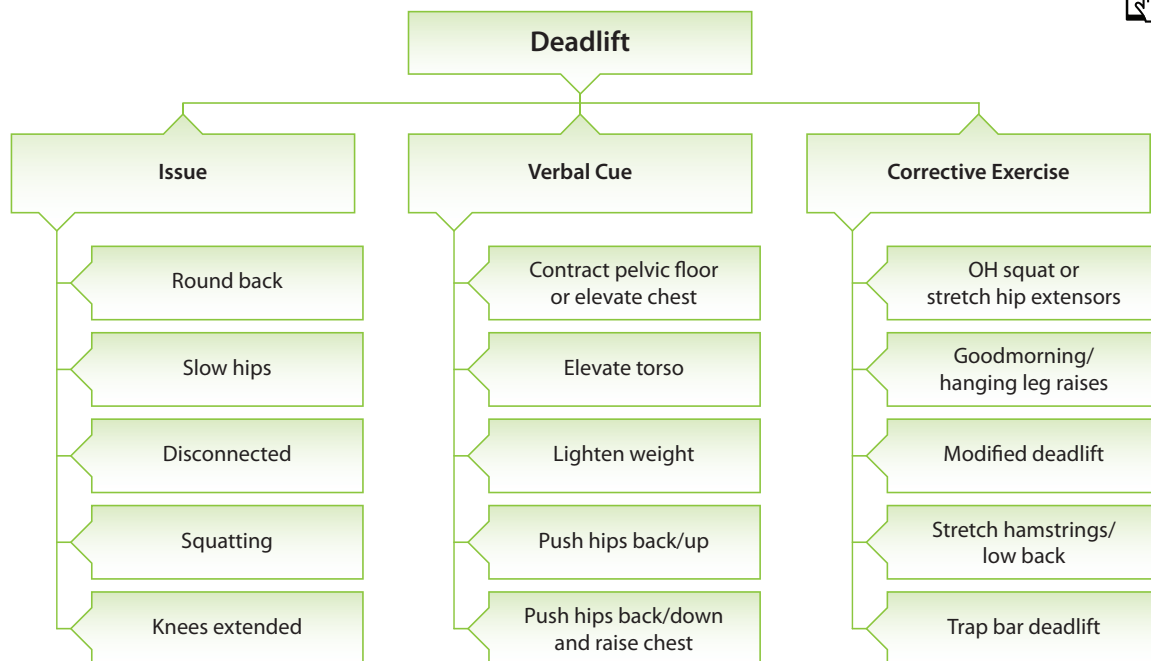 Deadlift
Issue
Verbal Cue
Corrective Exercise
Round back
Contract pelvic floor
or elevate chest
OH squat or
stretch hip extensors
Slow hips
Elevate torso
Goodmorning/
hanging leg raises
Disconnected
Lighten weight
Modified deadlift
Squatting
Push hips back/up
Stretch hamstrings/
low back
Knees extended
Push hips back/down
and raise chest
Trap bar deadlift